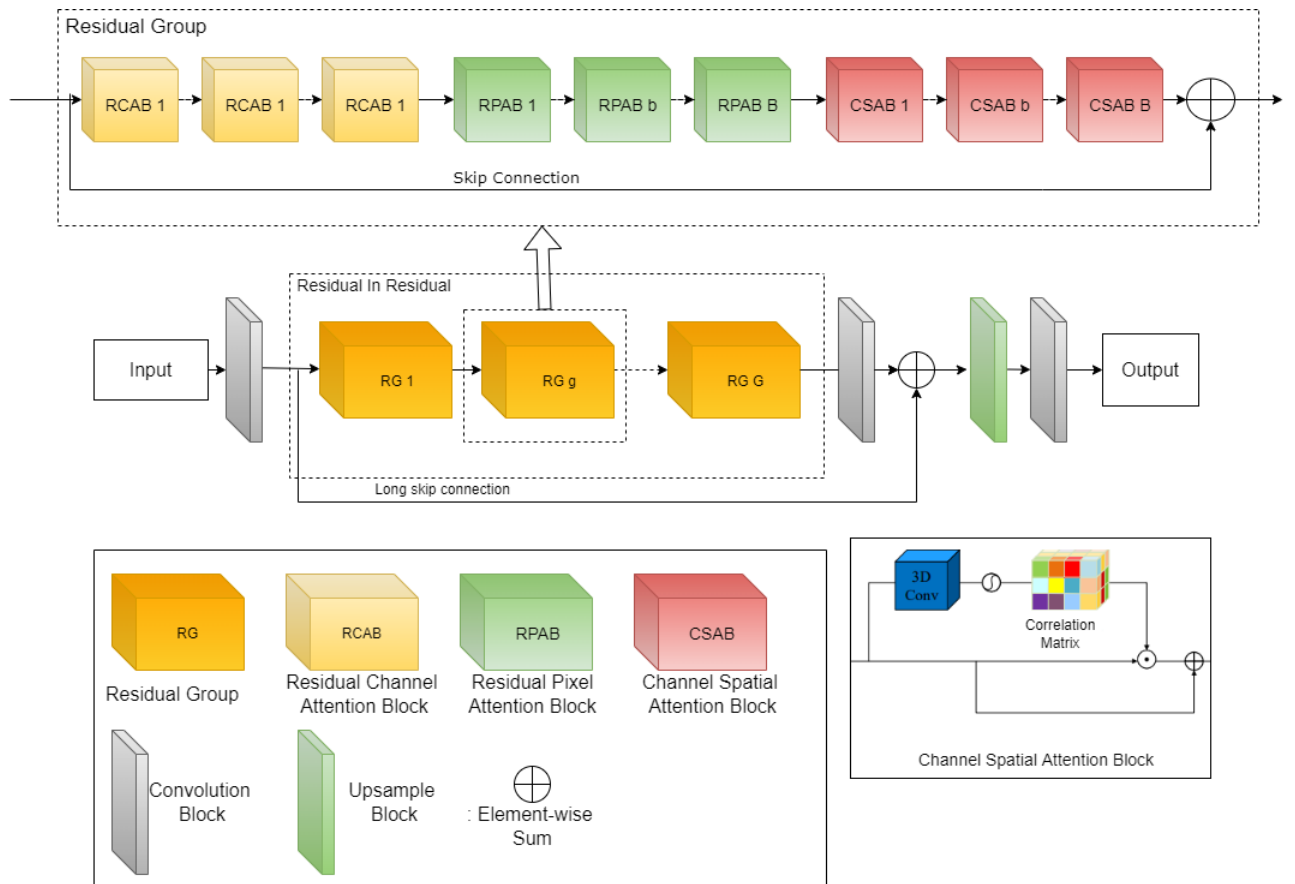 Residual Group
RCAB 1
RCAB 1
RCAB 1
RPAB 1
RPAB b
RPAB B
CSAB 1
CSAB b
CSAB B
Skip Connection
Residual In Residual
Input
RG 1
RG g
RG G
Output
Long skip connection
RG
RCAB
RPAB
CSAB
Residual Group
Residual Channel
Attention Block
Residual Pixel
Attention Block
Channel Spatial
Attention Block
Convolution
Block
Upsample
Block
: Element-wise
Sum
3D
Conv
Correlation
Matrix
Channel Spatial Attention Block